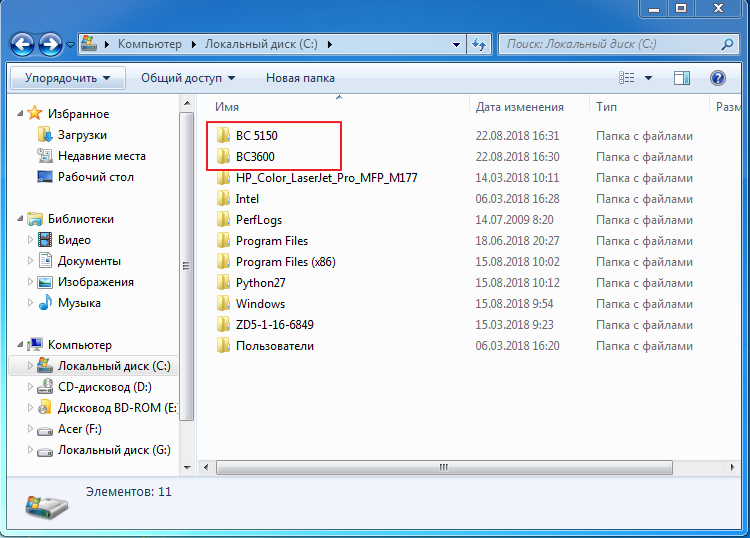 Компьютер ▸ Локальный диск (C:) ▸
Поиск: Локальный диск (C:)
Упорядочить Общий доступ Новая папка
Имя Дата изменения Тип Разм
Избранное
Загрузки
Недавние места
Рабочий стол
Библиотеки
Видео
Документы
Изображения
Музыка
Компьютер
Локальный диск (C:)
CD-дисковод (D:)
Дисковод BD-ROM (E:
Acer (F:)
Локальный диск (G:)
BC 5150 22.08.2018 16:31 Папка с файлами
BC3600 22.08.2018 16:30 Папка с файлами
HP_Color_LaserJet_Pro_MFP_M177 14.03.2018 10:11 Папка с файлами
Intel 06.03.2018 16:28 Папка с файлами
PerfLogs 14.07.2009 8:20 Папка с файлами
Program Files 18.06.2018 20:27 Папка с файлами
Program Files (x86) 15.08.2018 10:02 Папка с файлами
Python27 15.08.2018 10:12 Папка с файлами
Windows 15.08.2018 9:54 Папка с файлами
ZD5-1-16-6849 15.03.2018 9:23 Папка с файлами
Пользователи 06.03.2018 16:20 Папка с файлами
Элементов: 11